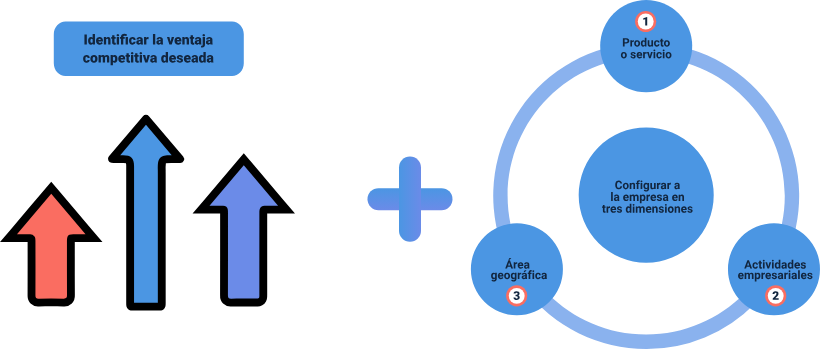 Identificar la ventaja
competitiva deseada
1
Producto
o servicio
Configurar a
la empresa en
tres dimensiones
Área
geográfica
3
Actividades
empresariales
2